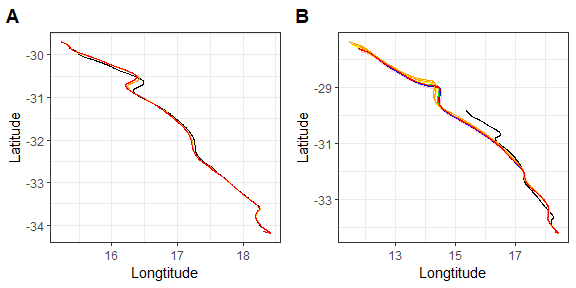 A
B
-30
-31
-32
-33
-34
Latitude
16
17
18
Longtitude
-29
-31
-33
Latitude
13
15
17
Longtitude